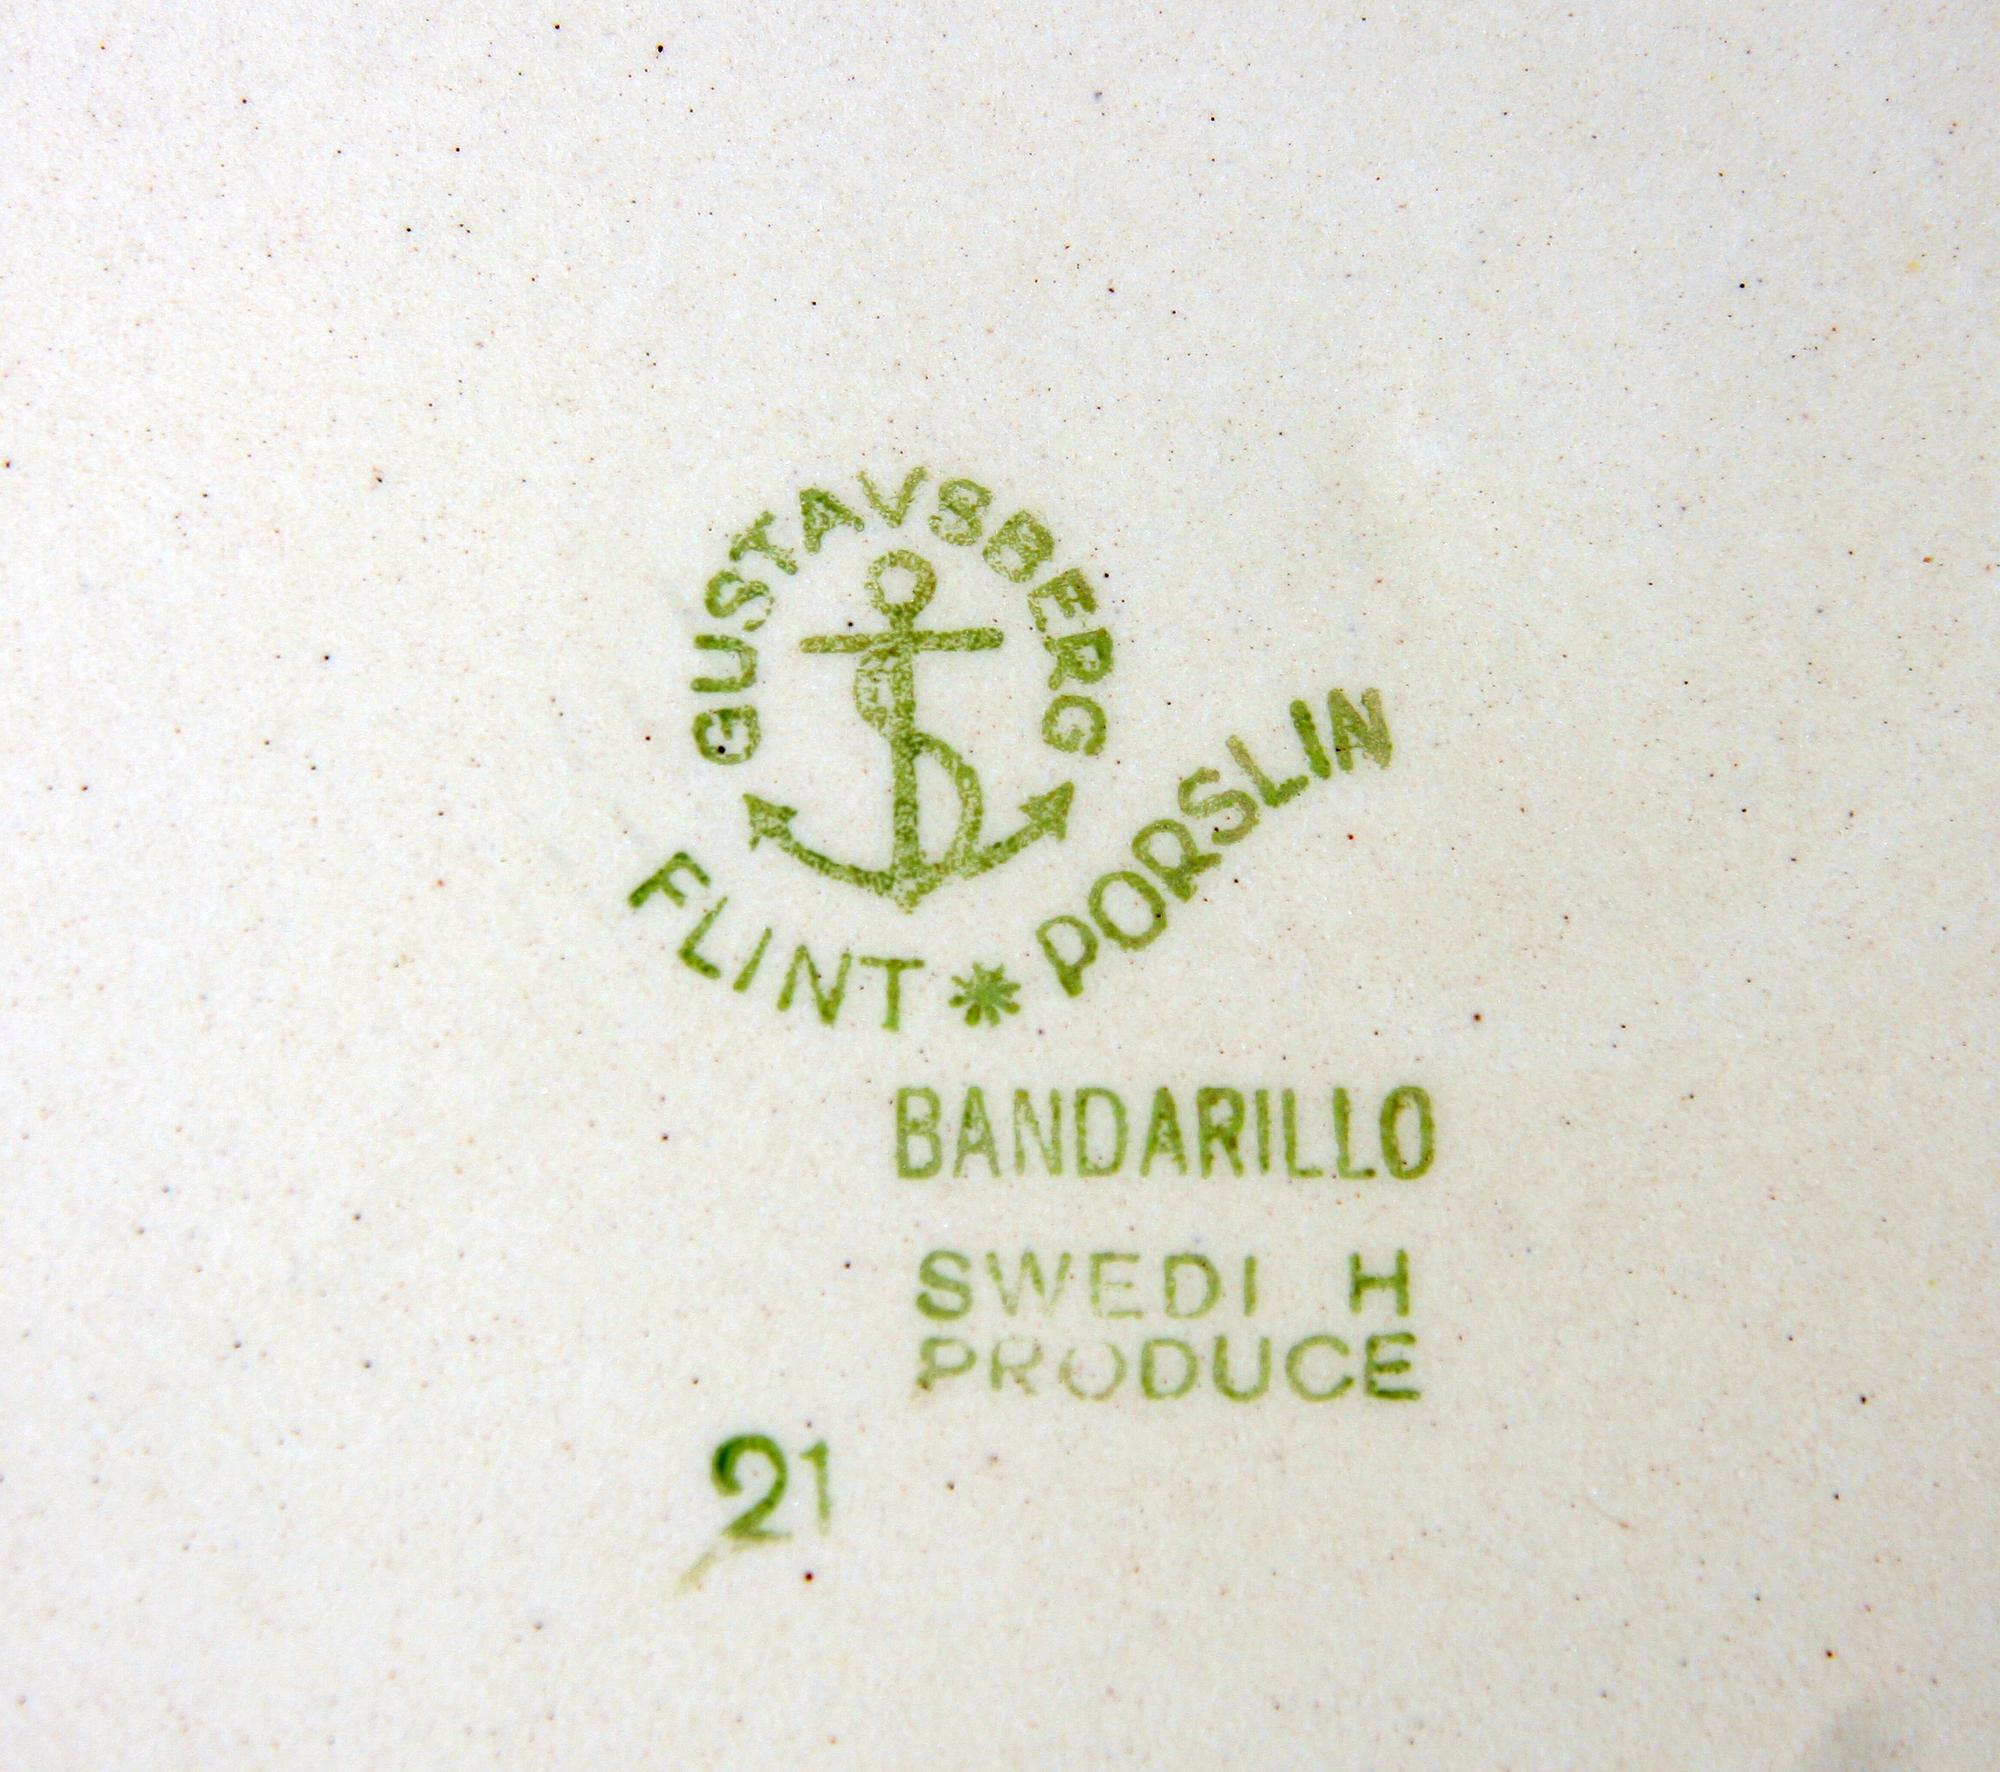 GUSTAVSBERG
FLINT * PORSLIN
BANDARILLO
SWEDI H
PRODUCE
21